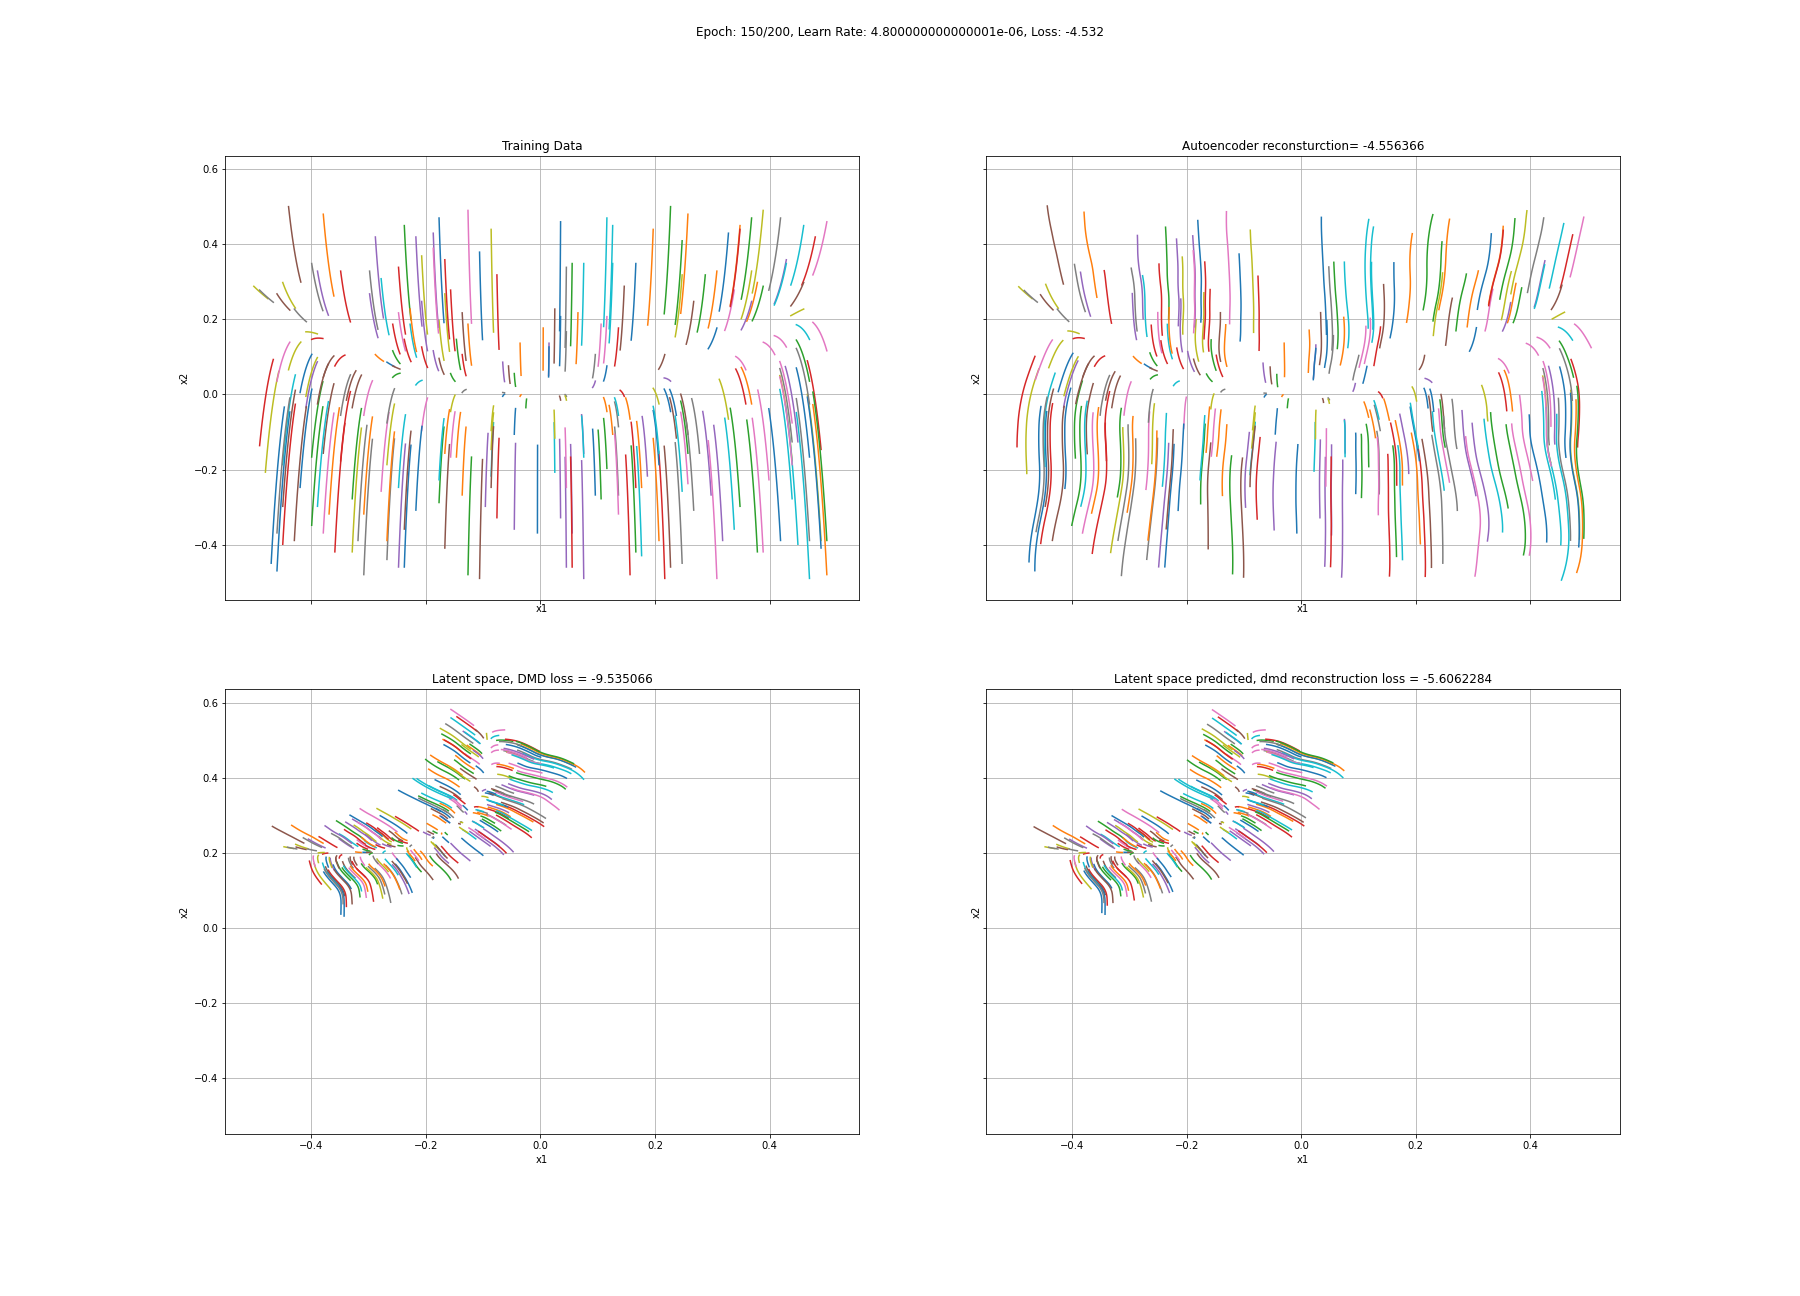 Epoch: 150/200, Learn Rate: 4.800000000000001e-06, Loss: -4.532
Training Data
Autoencoder reconsturction= -4.556366
0.6
0.4
0.2
0.0
−0.2
−0.4
x2
x1
x2
x1
Latent space, DMD loss = -9.535066
Latent space predicted, dmd reconstruction loss = -5.6062284
0.6
0.4
0.2
0.0
−0.2
−0.4
x2
−0.4 −0.2 0.0 0.2 0.4
x1
x2
−0.4 −0.2 0.0 0.2 0.4
x1